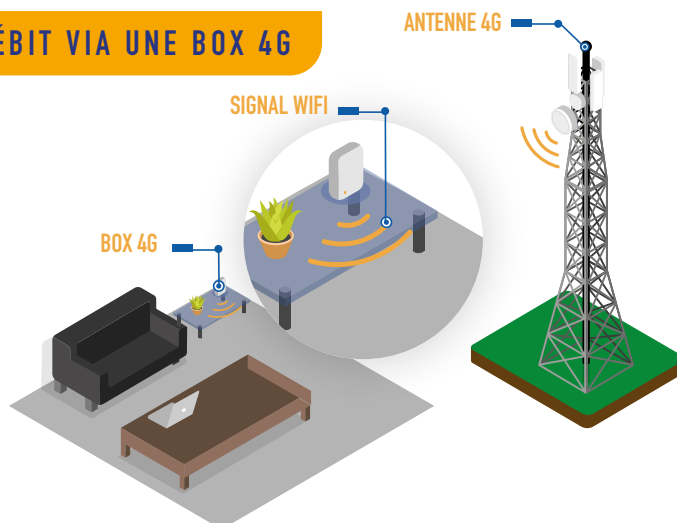 ÉBIT VIA UNE BOX 4G
ANTENNE 4G
SIGNAL WIFI
BOX 4G